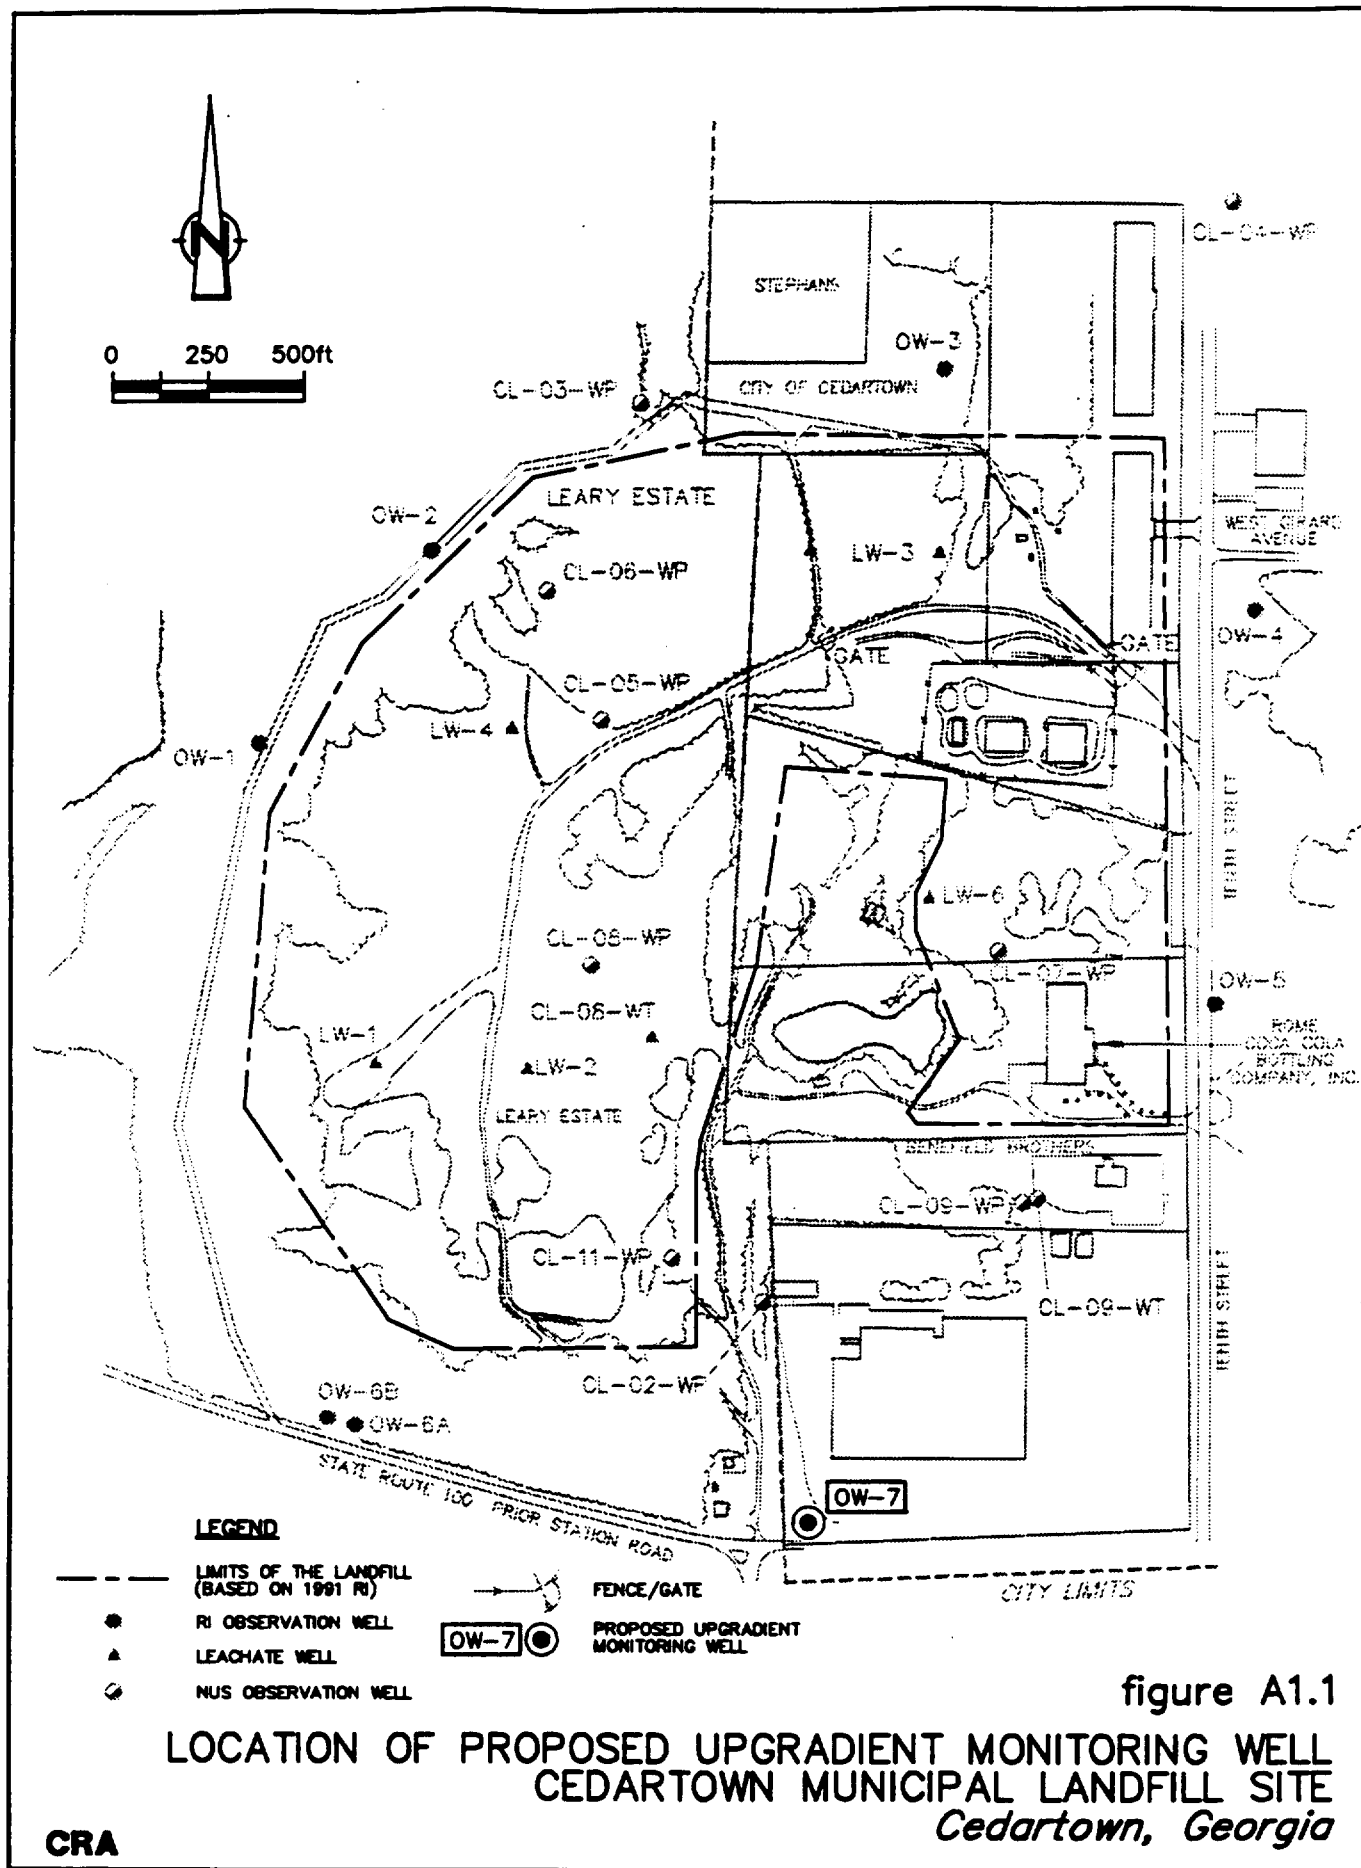 N
0 250 500ft
STEPHANS
CL-04-WP
OW-3
CL-03-WP
CITY OF CEDARTOWN
LEARY ESTATE
OW-2
WEST GIRARD
AVENUE
LW-3
CL-06-WP
OW-4
GATE
GATE
CL-05-WP
LW-4
OW-1
TENTH STREET
LW-6
CL-08-WP
CL-07-WP
OW-5
CL-08-WT
ROME
COCA COLA
BOTTLING
COMPANY, INC.
LW-1
LW-2
LEARY ESTATE
BENEFIELD BROTHERS
CL-09-WP
CL-11-WP
CL-09-WT
TENTH STREET
CL-02-WP
OW-6B
OW-6A
STATE ROUTE 100 PRIOR STATION ROAD
OW-7
CITY LIMITS
LEGEND
LIMITS OF THE LANDFILL
(BASED ON 1991 RI)
RI OBSERVATION WELL
LEACHATE WELL
NUS OBSERVATION WELL
FENCE/GATE
OW-7
PROPOSED UPGRADIENT
MONITORING WELL
figure A1.1
LOCATION OF PROPOSED UPGRADIENT MONITORING WELL
CEDARTOWN MUNICIPAL LANDFILL SITE
Cedartown, Georgia
CRA